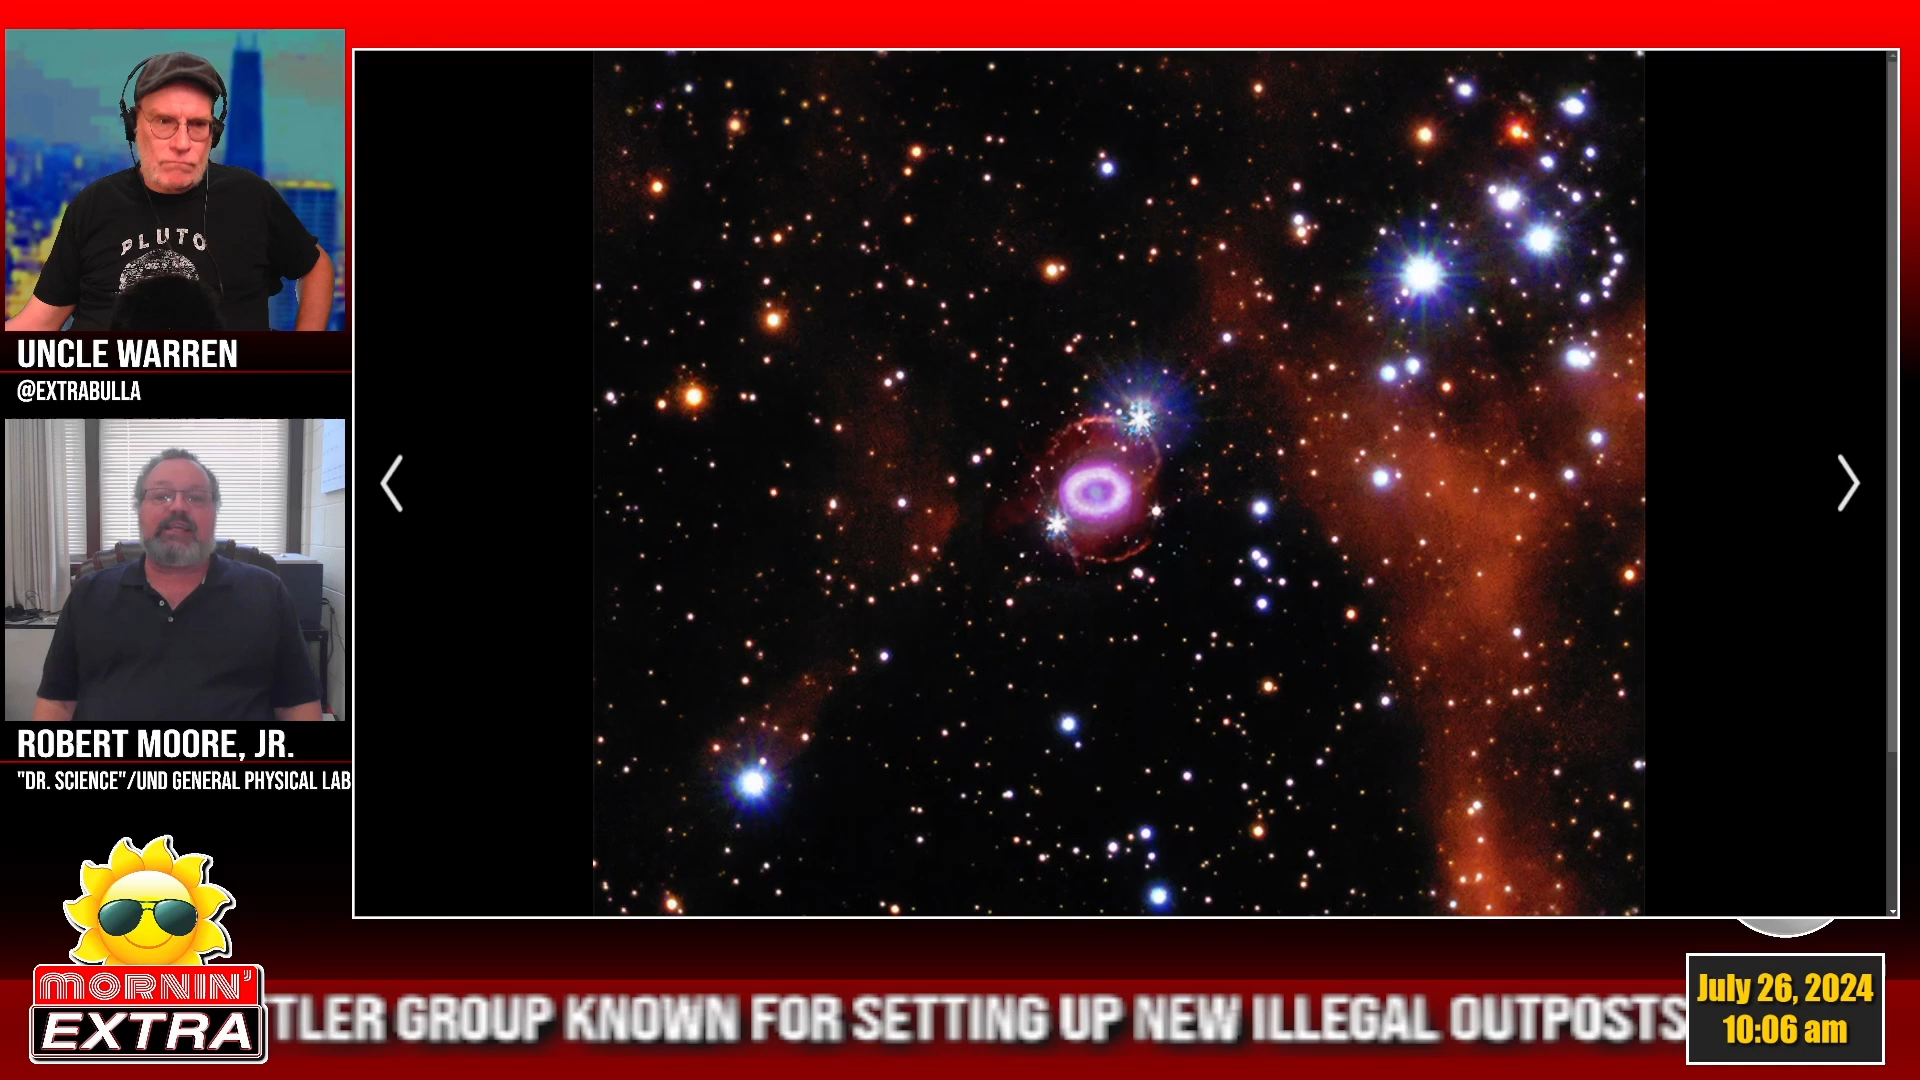 PLUTO
UNCLE WARREN
@EXTRABULLA
ROBERT MOORE, JR.
"DR. SCIENCE"/UND GENERAL PHYSICAL LAB
MORNIN'
EXTRA
TLER GROUP KNOWN FOR SETTING UP NEW ILLEGAL OUTPOSTS
July 26, 2024
10:06 am